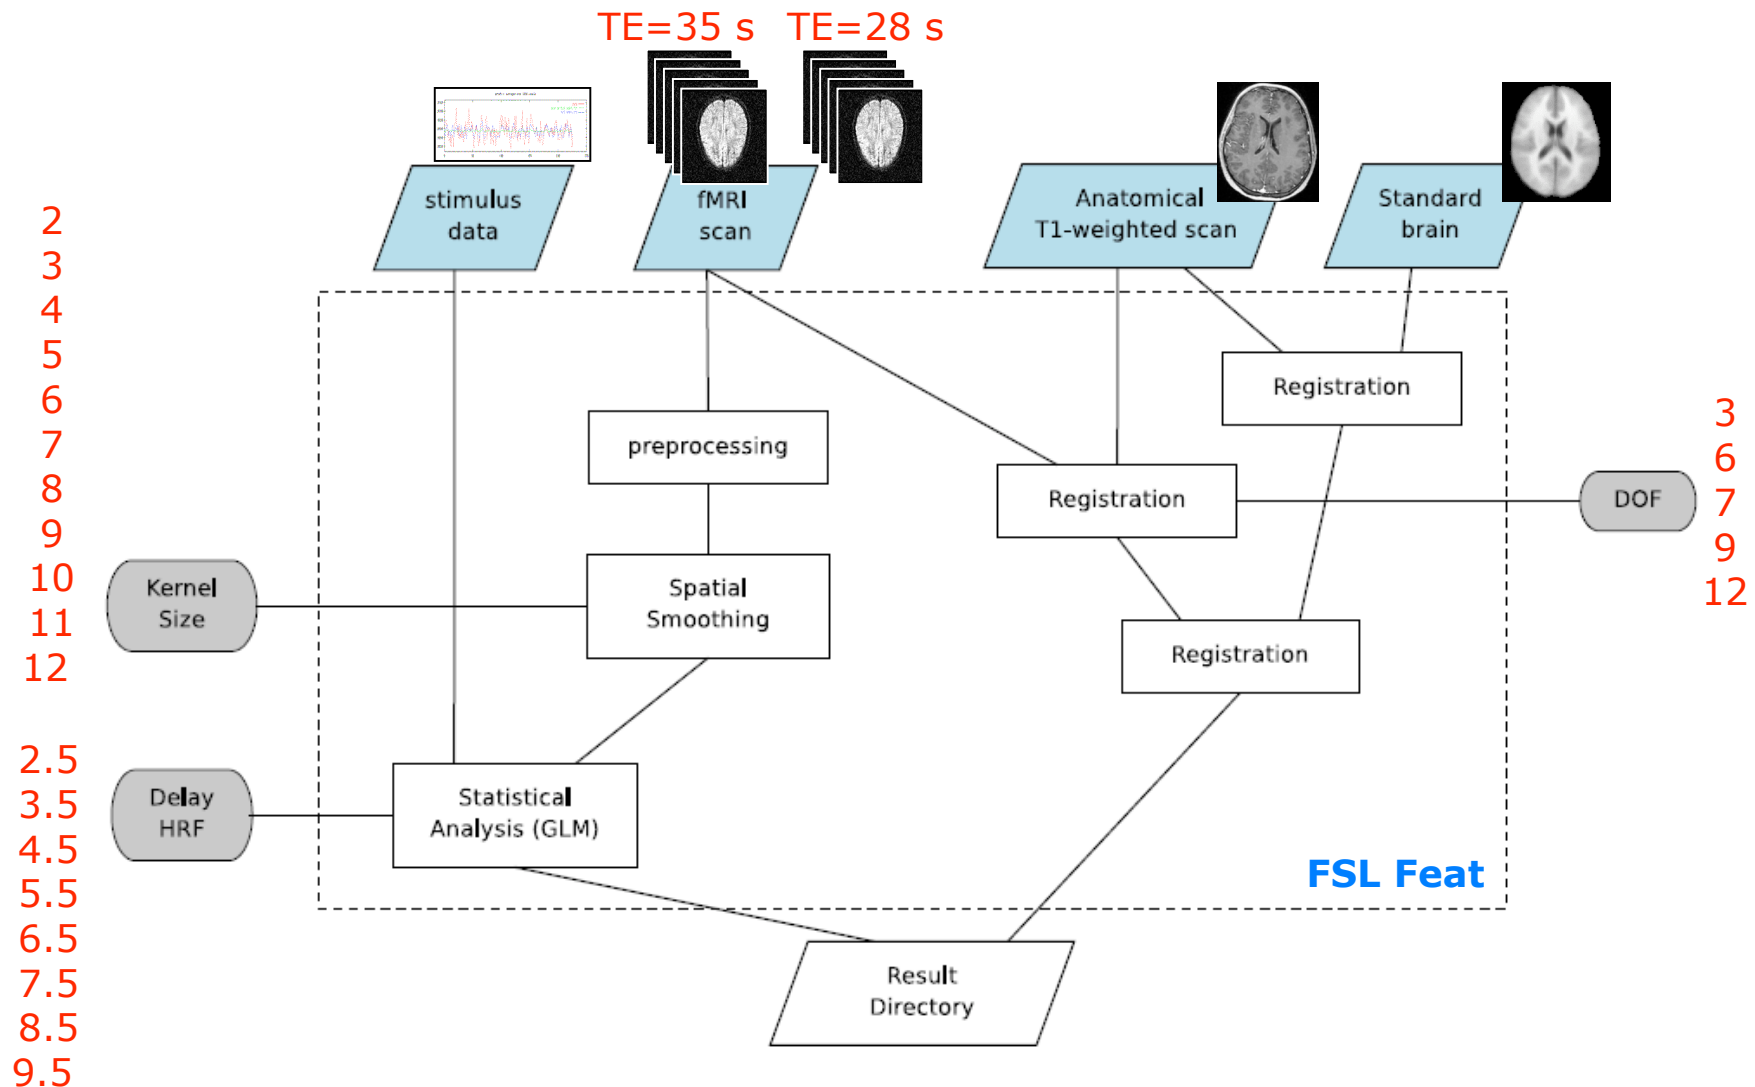 TE=35 s TE=28 s
stimulus
data
fMRI
scan
Anatomical
T1-weighted scan
Standard
brain
2
3
4
5
6
7
8
9
10
11
12
Registration
preprocessing
Registration
DOF
3
6
7
9
12
Kernel
Size
Spatial
Smoothing
Registration
2.5
3.5
4.5
5.5
6.5
7.5
8.5
9.5
Delay
HRF
Statistical
Analysis (GLM)
FSL Feat
Result
Directory